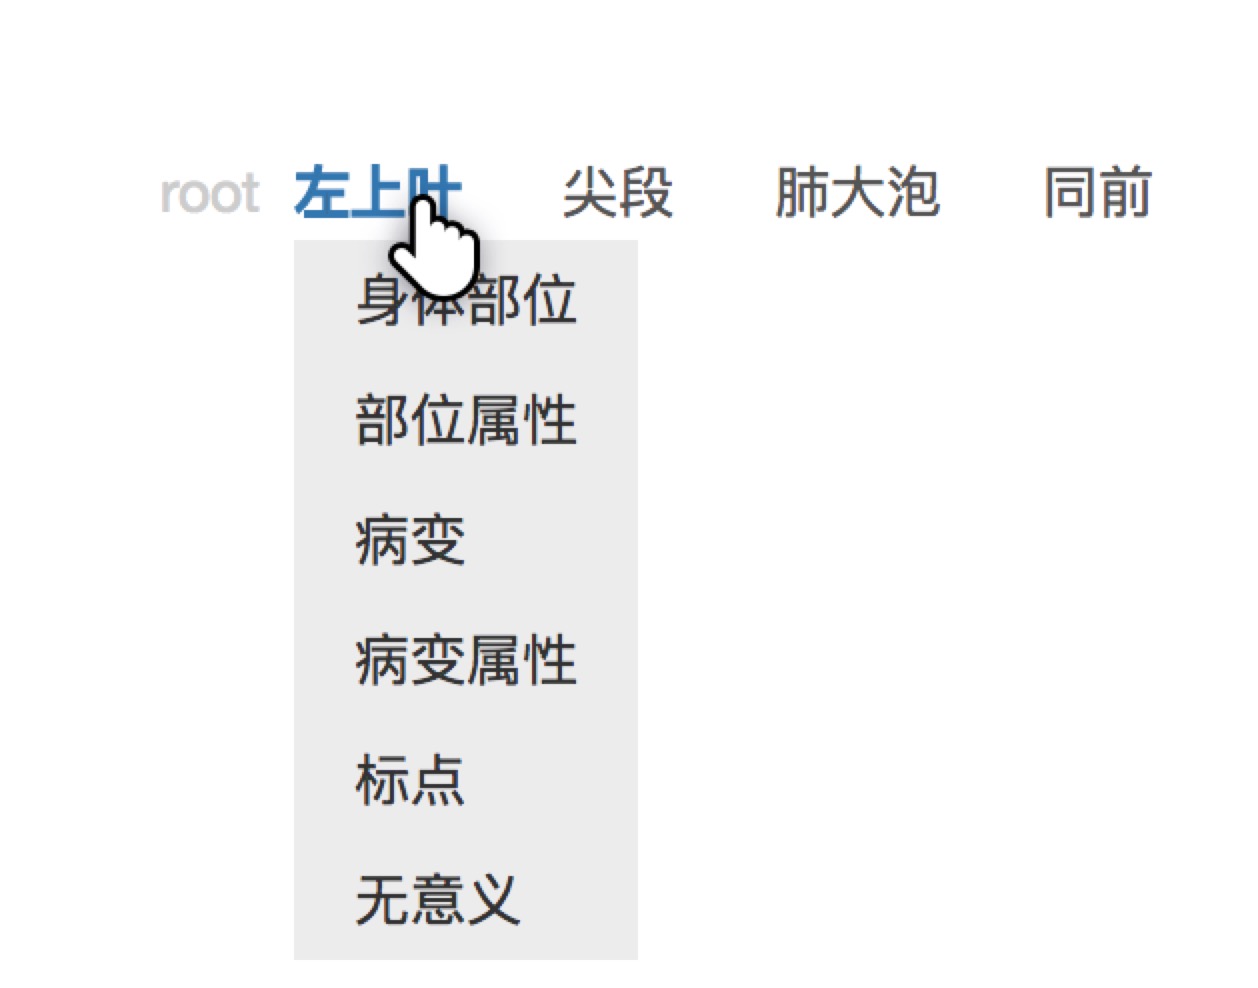 root 左上叶 尖段 肺大泡 同前
身体部位
部位属性
病变
病变属性
标点
无意义